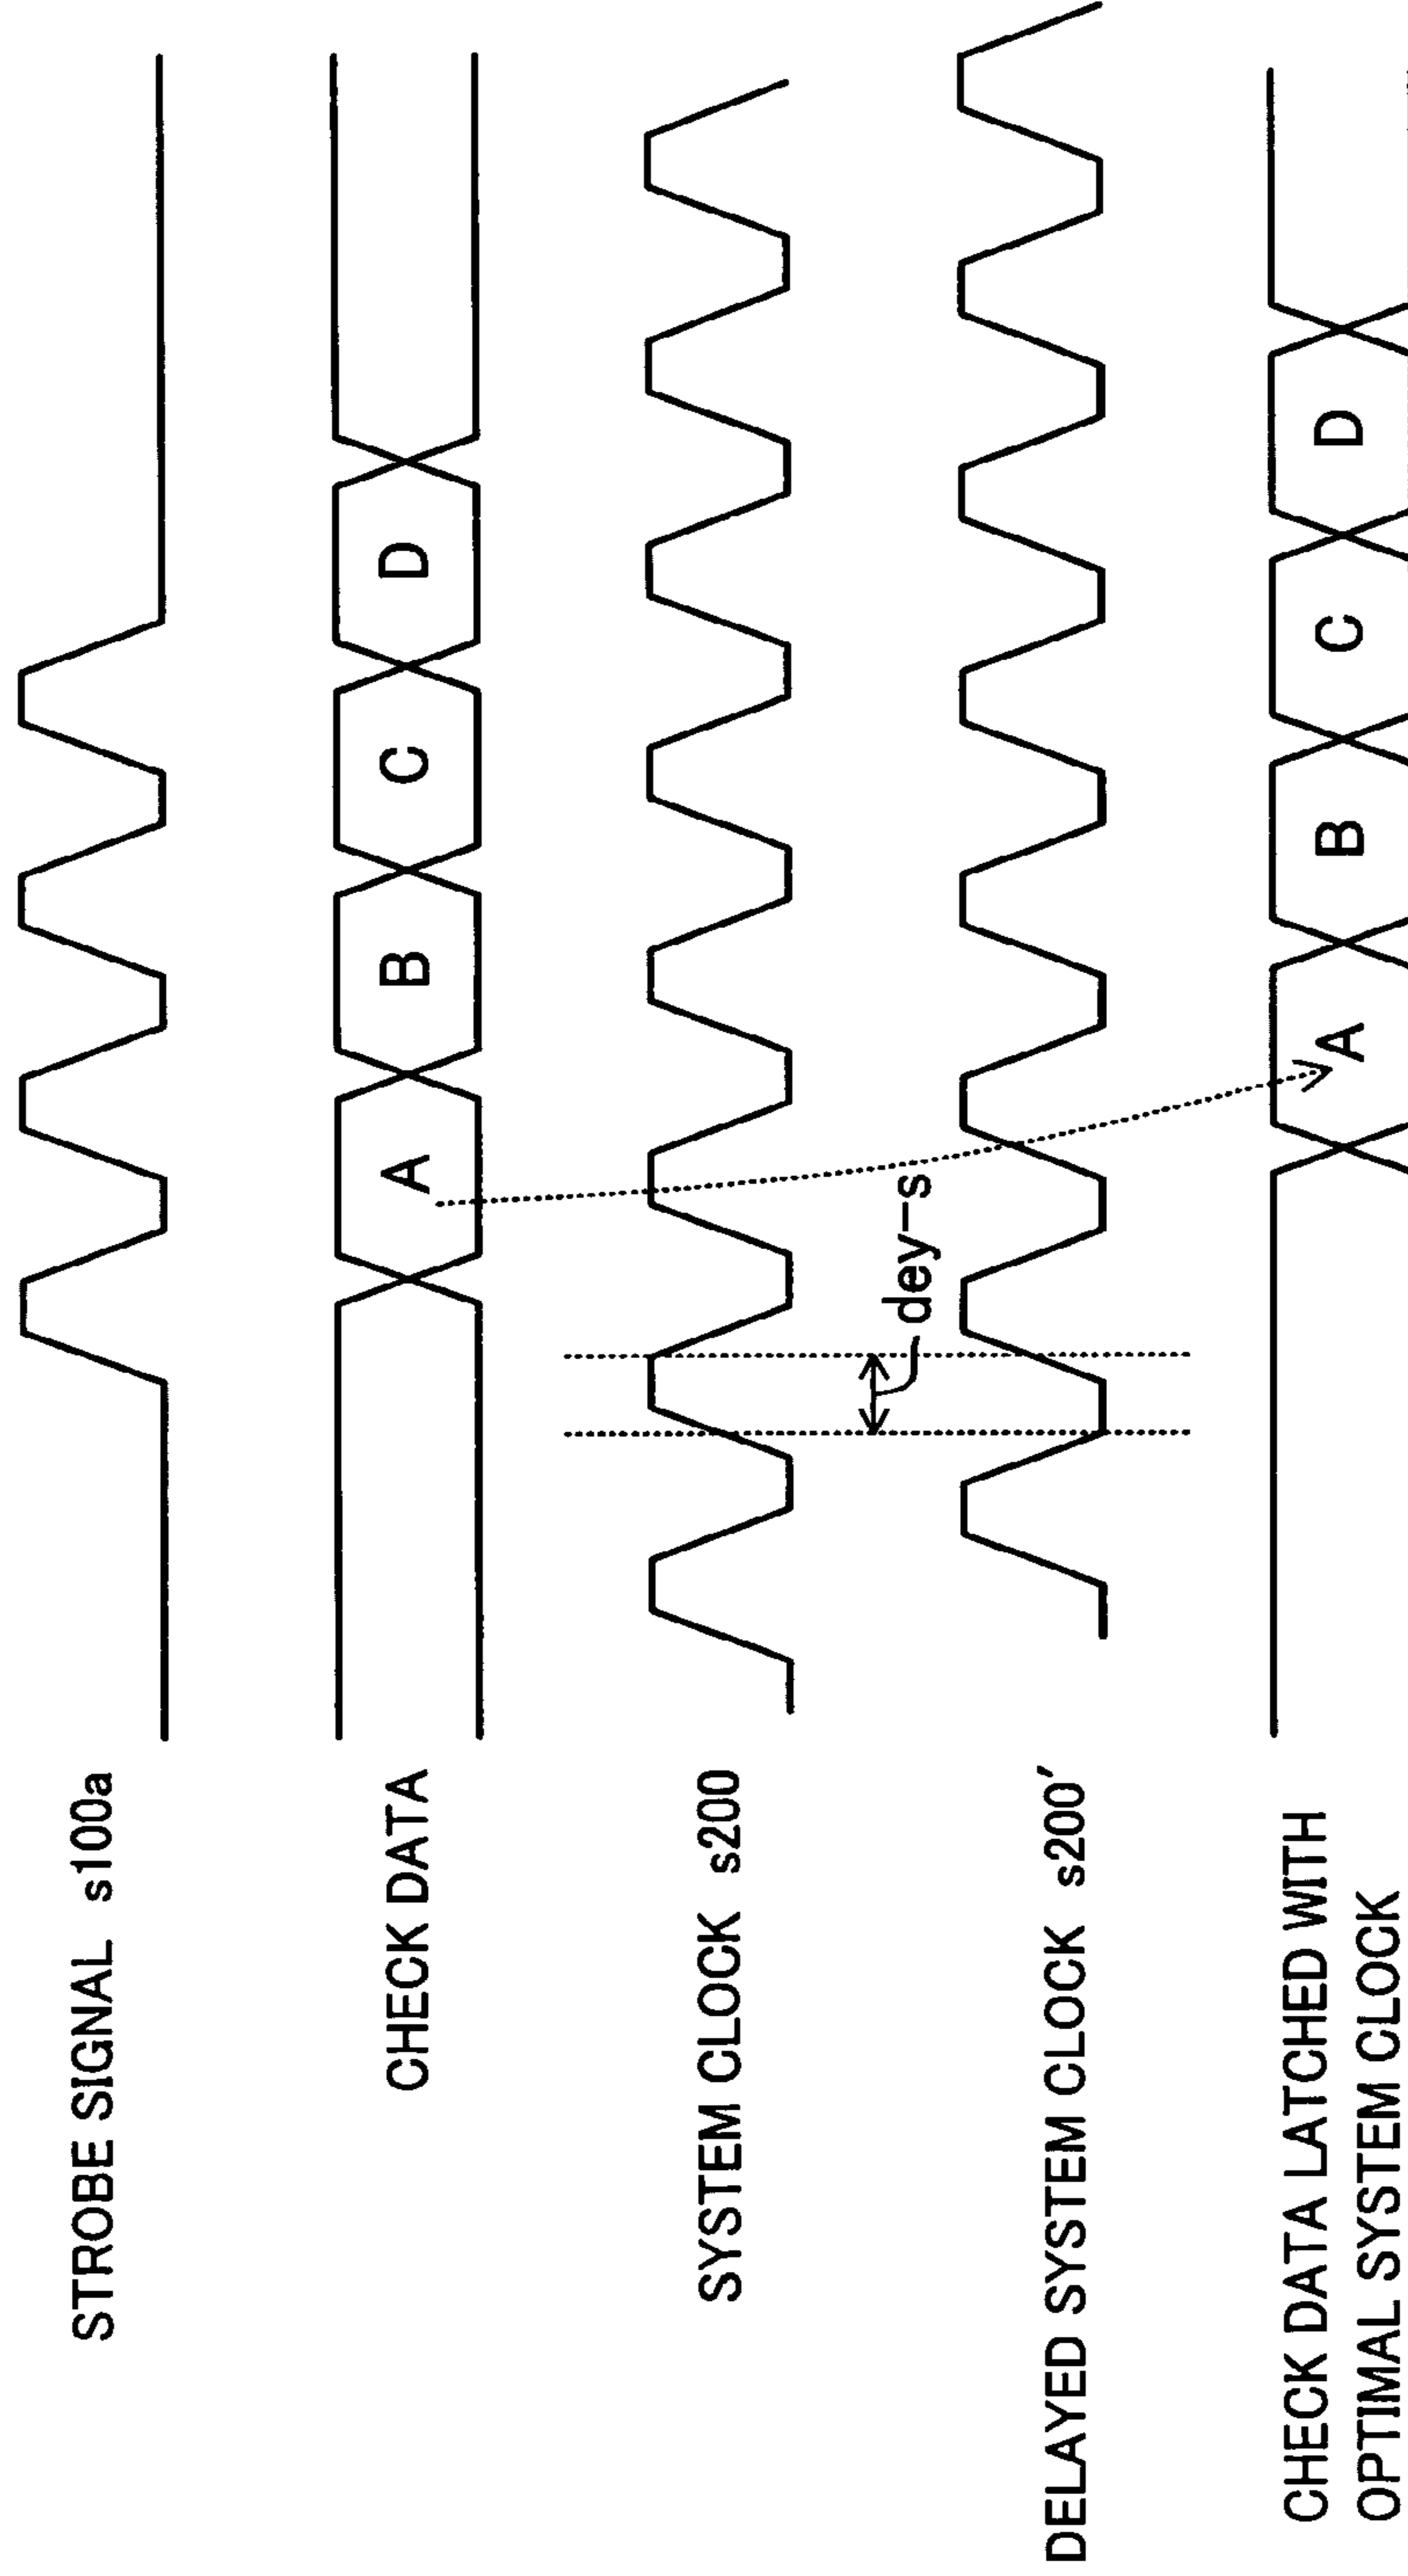 STROBE SIGNAL s100a
CHECK DATA
A B C D
SYSTEM CLOCK s200
dey-s
DELAYED SYSTEM CLOCK s200'
CHECK DATA LATCHED WITH
OPTIMAL SYSTEM CLOCK
A B C D